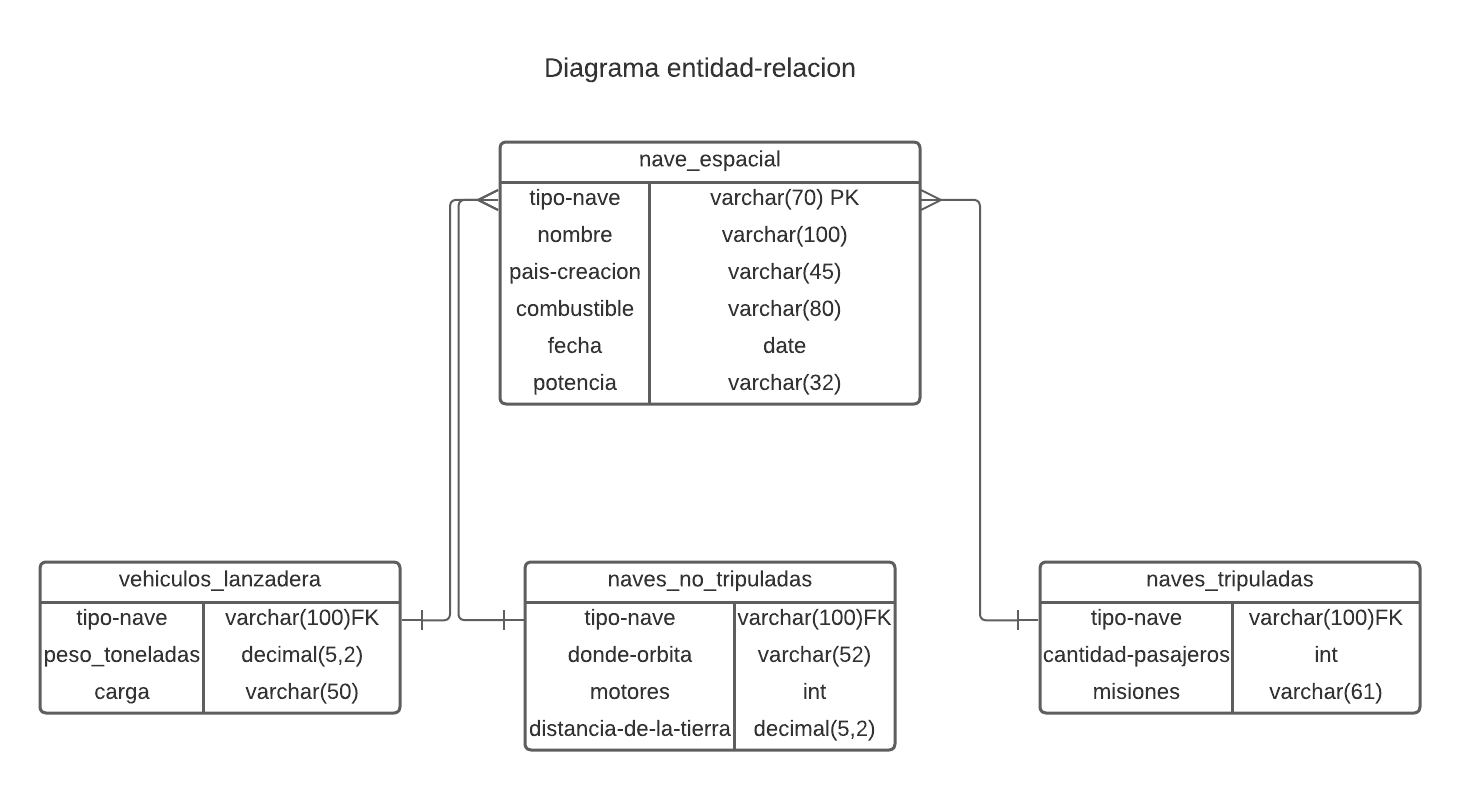 Diagrama entidad-relacion
nave_espacial
tipo-nave varchar(70) PK
nombre varchar(100)
pais-creacion varchar(45)
combustible varchar(80)
fecha date
potencia varchar(32)
vehiculos_lanzadera
tipo-nave varchar(100)FK
peso_toneladas decimal(5,2)
carga varchar(50)
naves_no_tripuladas
tipo-nave varchar(100)FK
donde-orbita varchar(52)
motores int
distancia-de-la-tierra decimal(5,2)
naves_tripuladas
tipo-nave varchar(100)FK
cantidad-pasajeros int
misiones varchar(61)